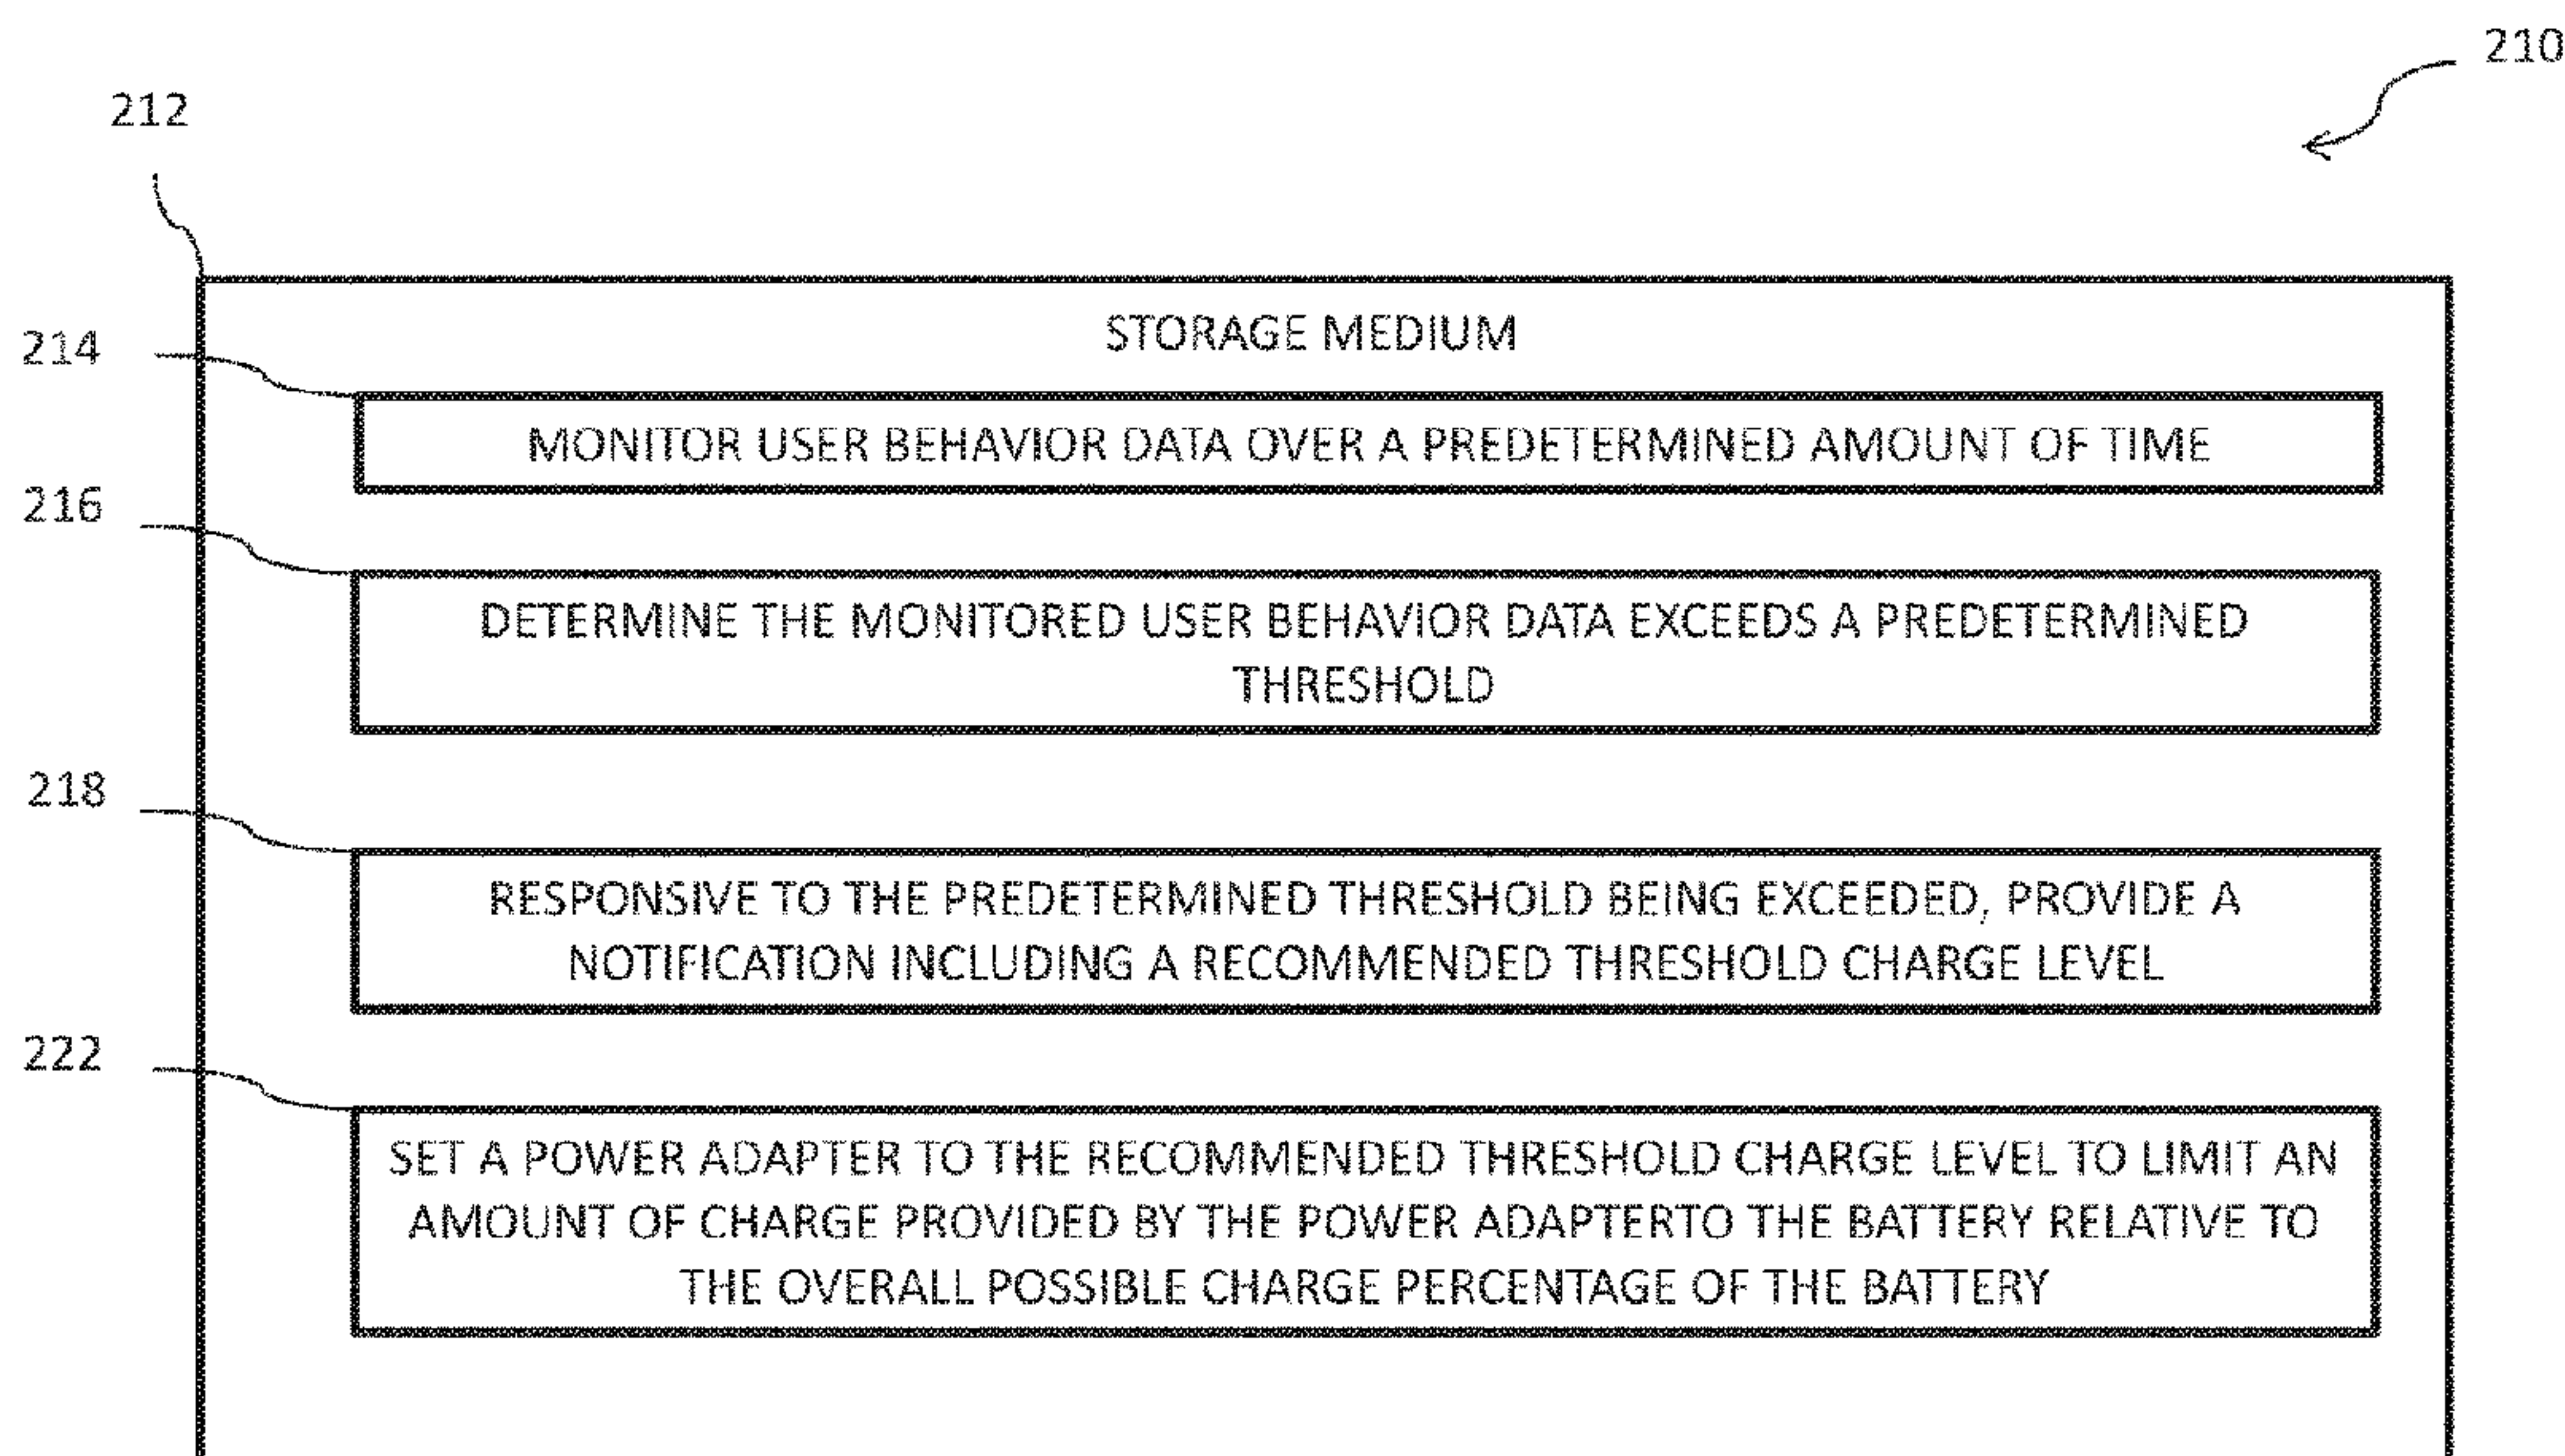 210
212
STORAGE MEDIUM
214
MONITOR USER BEHAVIOR DATA OVER A PREDETERMINED AMOUNT OF TIME
216
DETERMINE THE MONITORED USER BEHAVIOR DATA EXCEEDS A PREDETERMINED
THRESHOLD
218
RESPONSIVE TO THE PREDETERMINED THRESHOLD BEING EXCEEDED, PROVIDE A
NOTIFICATION INCLUDING A RECOMMENDED THRESHOLD CHARGE LEVEL
222
SET A POWER ADAPTER TO THE RECOMMENDED THRESHOLD CHARGE LEVEL TO LIMIT AN
AMOUNT OF CHARGE PROVIDED BY THE POWER ADAPTERTO THE BATTERY RELATIVE TO
THE OVERALL POSSIBLE CHARGE PERCENTAGE OF THE BATTERY